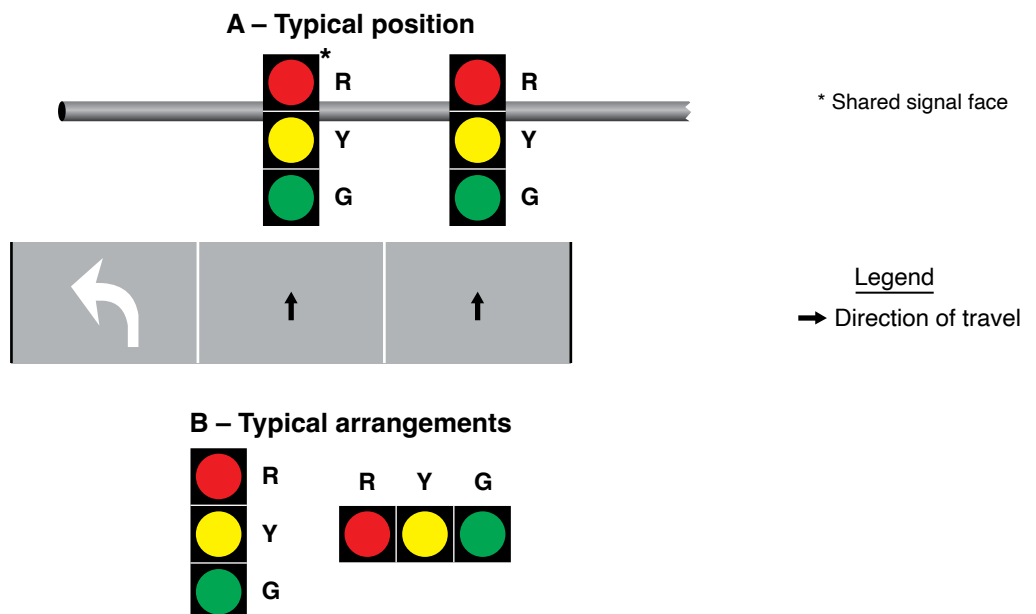 A – Typical position
*
R R
* Shared signal face
Y Y
G G
Legend
Direction of travel
B – Typical arrangements
R
R Y G
Y
G